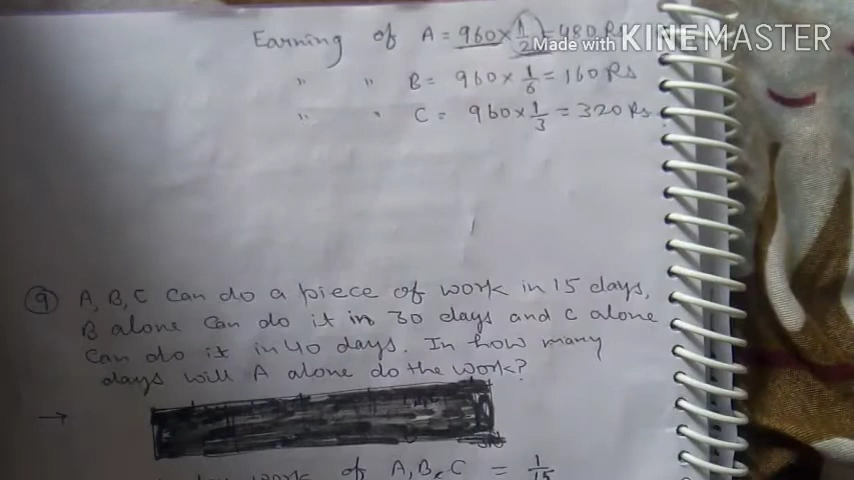 Earning of A = 960 × 1/2 = 480 Rs
Made with KINEMASTER
" " B = 960 × 1/6 = 160 Rs
" " C = 960 × 1/3 = 320 Rs.
9 A, B, C can do a piece of work in 15 days,
B alone can do it in 30 days and C alone
can do it in 40 days. In how many
days will A alone do the work?
→
work of A, B, C = 1/15